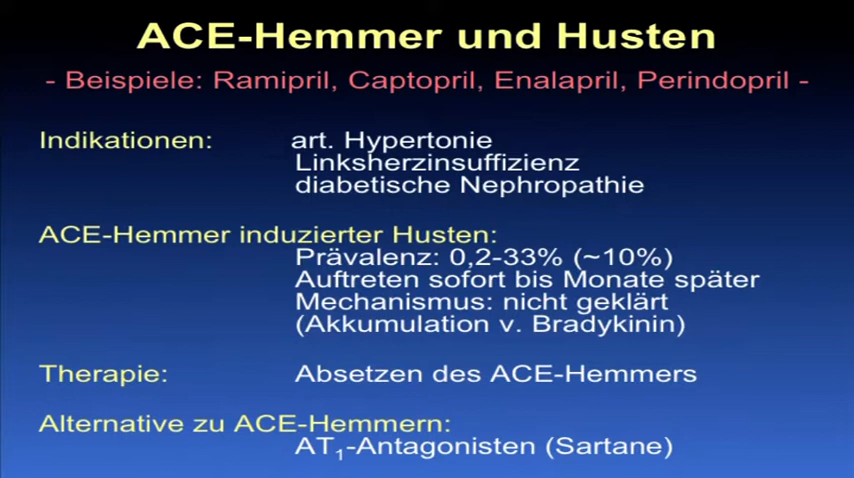 ACE-Hemmer und Husten
- Beispiele: Ramipril, Captopril, Enalapril, Perindopril -
Indikationen: art. Hypertonie
Linksherzinsuffizienz
diabetische Nephropathie
ACE-Hemmer induzierter Husten:
Prävalenz: 0,2-33% (~10%)
Auftreten sofort bis Monate später
Mechanismus: nicht geklärt
(Akkumulation v. Bradykinin)
Therapie: Absetzen des ACE-Hemmers
Alternative zu ACE-Hemmern:
AT₁-Antagonisten (Sartane)